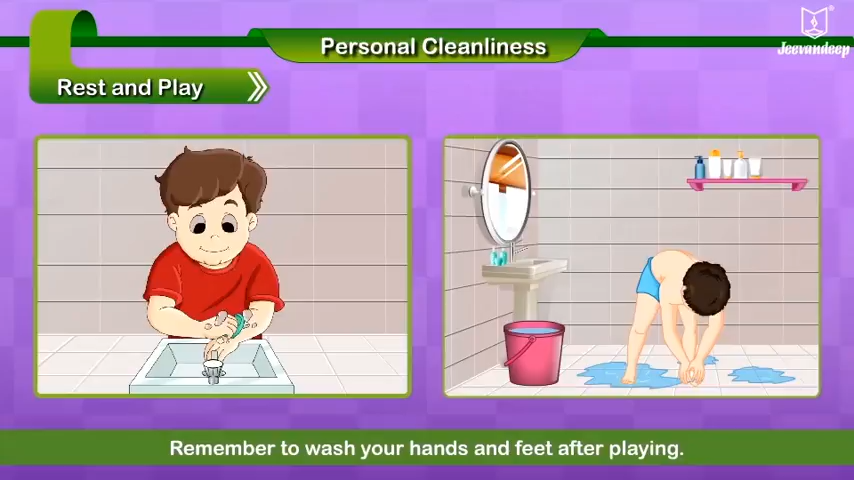 Personal Cleanliness
Jeevandeep
Rest and Play
Remember to wash your hands and feet after playing.